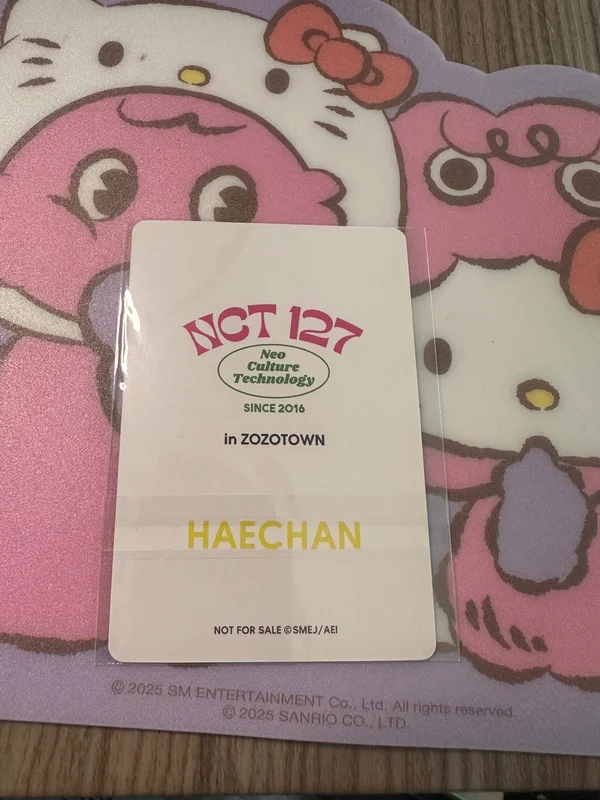 NCT 127
Neo
Culture
Technology
SINCE 2016
in ZOZOTOWN
HAECHAN
NOT FOR SALE ©SMEJ/AEI
© 2025 SM ENTERTAINMENT Co., Ltd. All rights reserved.
© 2025 SANRIO CO., LTD.